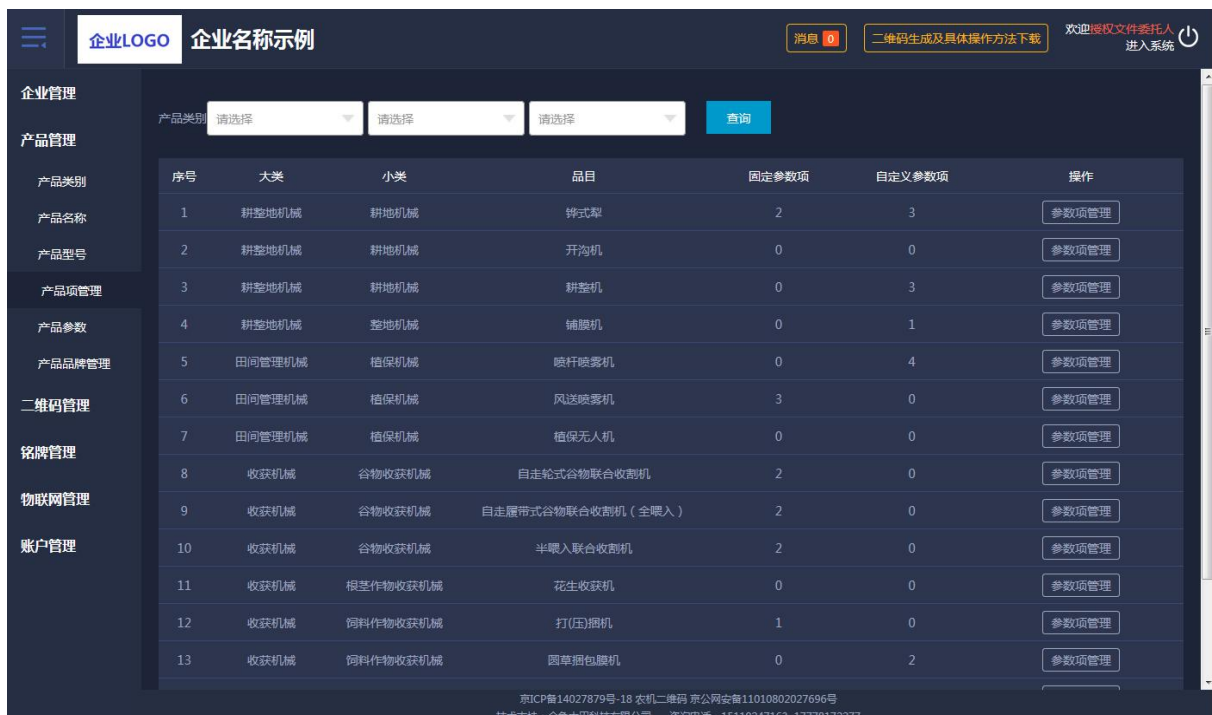 企业LOGO 企业名称示例 消息 0 二维码生成及具体操作方法下载 欢迎授权文件委托人
进入系统
企业管理
产品类别 请选择 请选择 请选择 查询
产品管理
产品类别
产品名称
产品型号
产品项管理
产品参数
产品品牌管理
二维码管理
铭牌管理
物联网管理
账户管理
序号 大类 小类 品目 固定参数项 自定义参数项 操作
1 耕整地机械 耕地机械 铧式犁 2 3 参数项管理
2 耕整地机械 耕地机械 开沟机 0 0 参数项管理
3 耕整地机械 耕地机械 耕整机 0 3 参数项管理
4 耕整地机械 整地机械 铺膜机 0 1 参数项管理
5 田间管理机械 植保机械 喷杆喷雾机 0 4 参数项管理
6 田间管理机械 植保机械 风送喷雾机 3 0 参数项管理
7 田间管理机械 植保机械 植保无人机 0 0 参数项管理
8 收获机械 谷物收获机械 自走轮式谷物联合收割机 2 0 参数项管理
9 收获机械 谷物收获机械 自走履带式谷物联合收割机（全喂入） 2 0 参数项管理
10 收获机械 谷物收获机械 半喂入联合收割机 2 0 参数项管理
11 收获机械 根茎作物收获机械 花生收获机 0 0 参数项管理
12 收获机械 饲料作物收获机械 打(压)捆机 1 0 参数项管理
13 收获机械 饲料作物收获机械 圆草捆包膜机 0 2 参数项管理
京ICP备14027879号-18 农机二维码 京公网安备11010802027696号